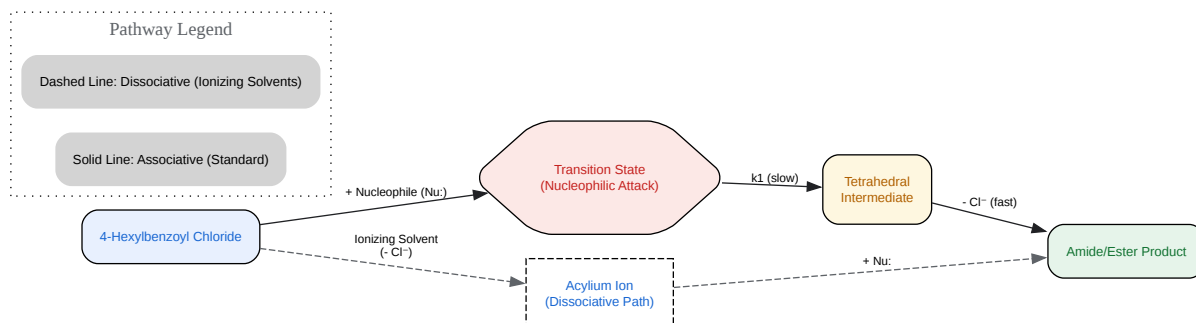 Pathway Legend
Dashed Line: Dissociative (Ionizing Solvents)
Solid Line: Associative (Standard)
4-Hexylbenzoyl Chloride
+ Nucleophile (Nu:)
Ionizing Solvent
(- Cl⁻)
Transition State
(Nucleophilic Attack)
Acylium Ion
(Dissociative Path)
k1 (slow)
Tetrahedral
Intermediate
- Cl⁻ (fast)
+ Nu:
Amide/Ester Product